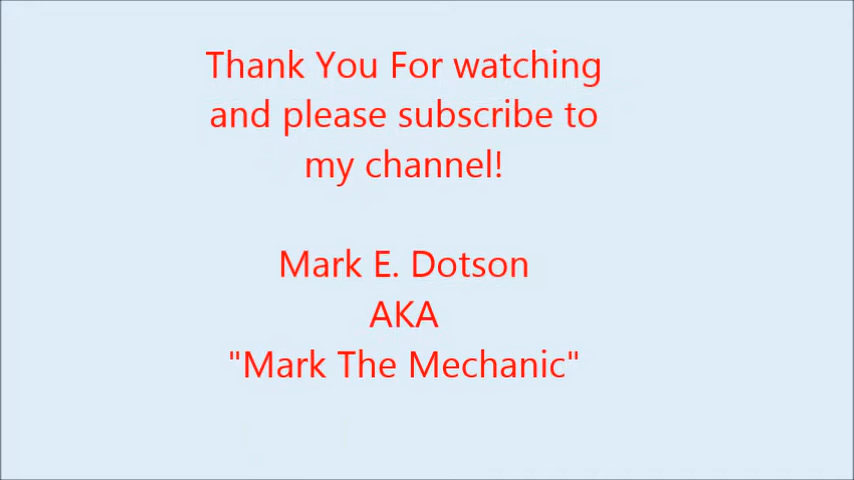 Thank You For watching
and please subscribe to
my channel!
Mark E. Dotson
AKA
"Mark The Mechanic"